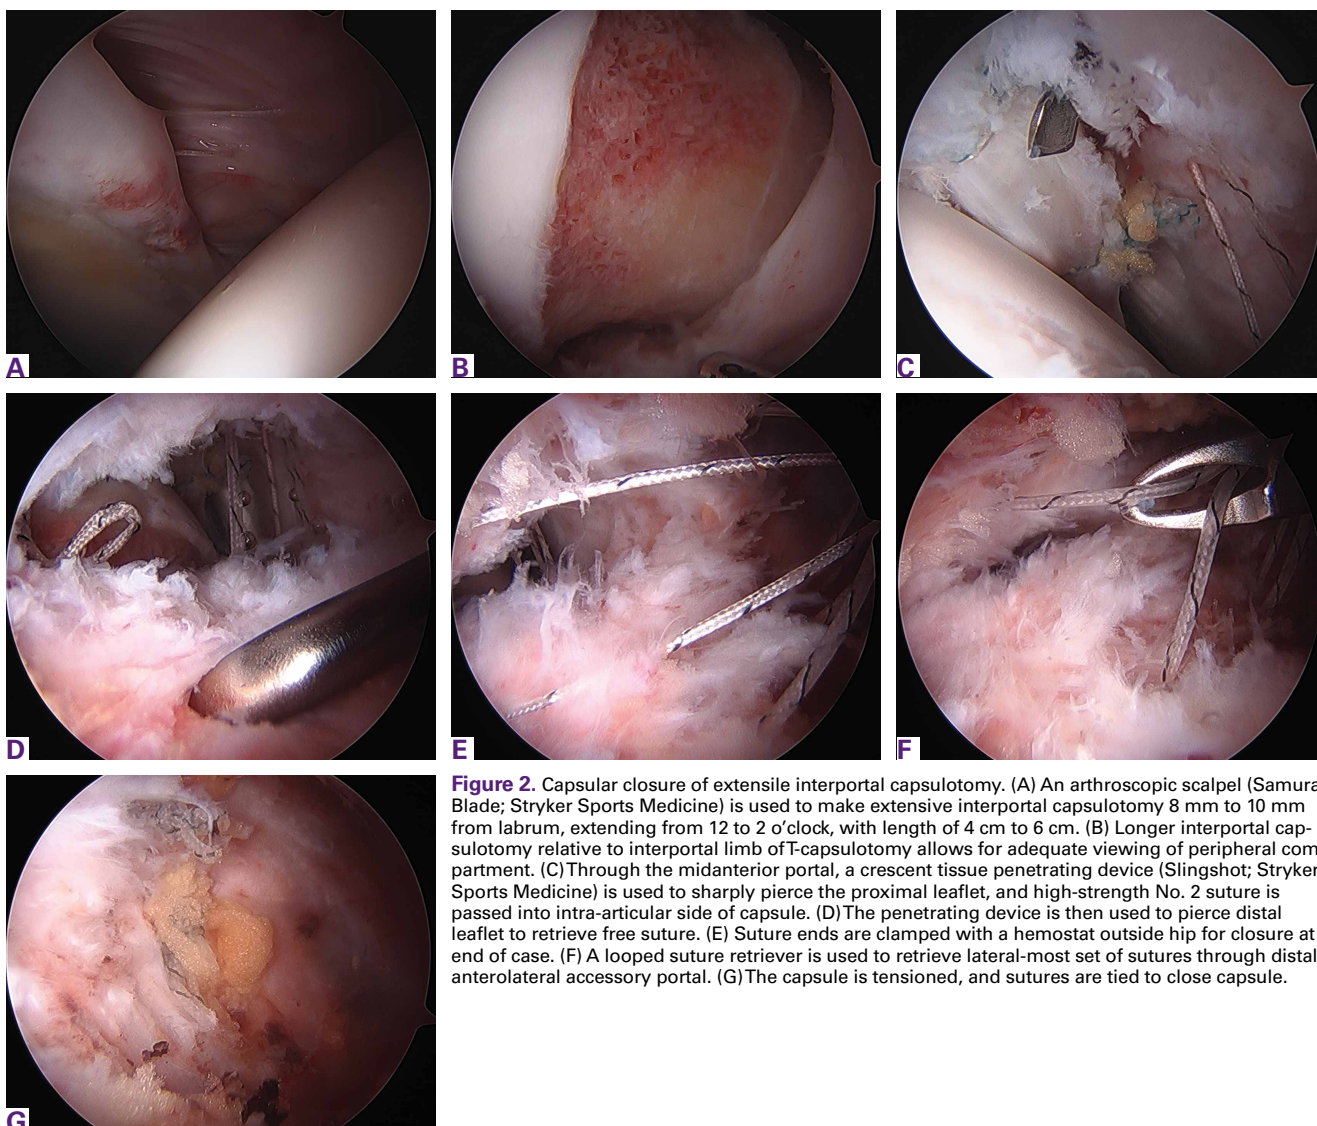 A
B
C
D
E
F
Figure 2. Capsular closure of extensile interportal capsulotomy. (A) An arthroscopic scalpel (Samura
Blade; Stryker Sports Medicine) is used to make extensive interportal capsulotomy 8 mm to 10 mm
from labrum, extending from 12 to 2 o’clock, with length of 4 cm to 6 cm. (B) Longer interportal cap-
sulotomy relative to interportal limb of T-capsulotomy allows for adequate viewing of peripheral com
partment. (C) Through the midanterior portal, a crescent tissue penetrating device (Slingshot; Stryker
Sports Medicine) is used to sharply pierce the proximal leaflet, and high-strength No. 2 suture is
passed into intra-articular side of capsule. (D) The penetrating device is then used to pierce distal
leaflet to retrieve free suture. (E) Suture ends are clamped with a hemostat outside hip for closure at
end of case. (F) A looped suture retriever is used to retrieve lateral-most set of sutures through distal
anterolateral accessory portal. (G) The capsule is tensioned, and sutures are tied to close capsule.
G